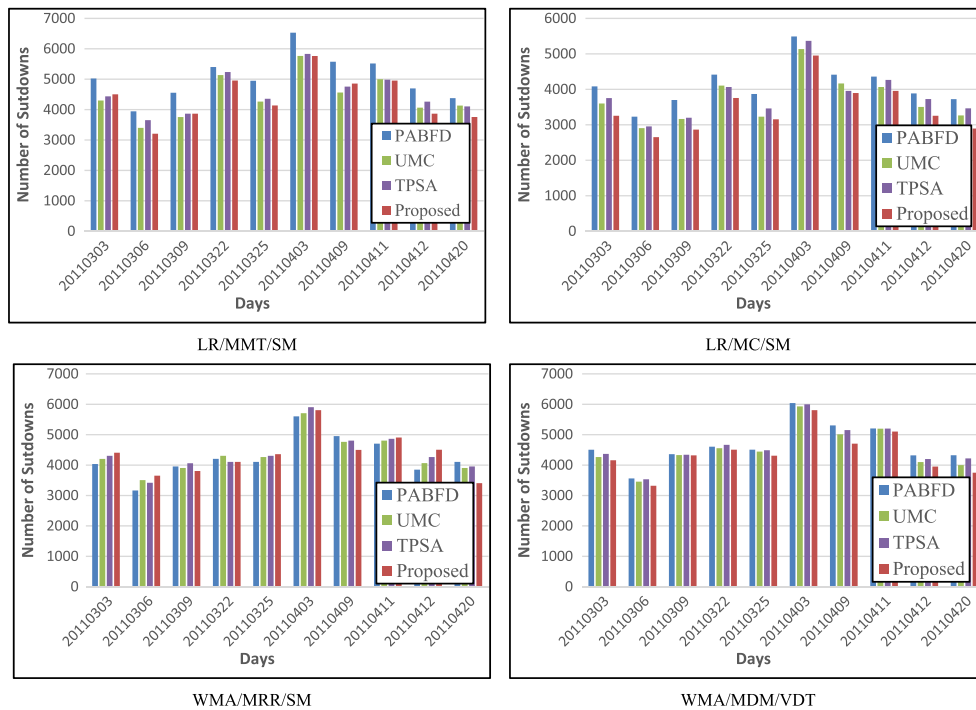 7000
6000
5000
4000
3000
2000
1000
0
Number of Sutdowns
PABFD
UMC
TPSA
Proposed
20110303
20110306
20110309
20110322
20110325
20110403
20110409
20110411
20110412
20110420
Days
LR/MMT/SM
6000
5000
4000
3000
2000
1000
0
Number of Sutdowns
PABFD
UMC
TPSA
Proposed
20110303
20110306
20110309
20110322
20110325
20110403
20110409
20110411
20110412
20110420
Days
LR/MC/SM
7000
6000
5000
4000
3000
2000
1000
0
Number of Sutdowns
PABFD
UMC
TPSA
Proposed
20110303
20110306
20110309
20110322
20110325
20110403
20110409
20110411
20110412
20110420
Days
WMA/MRR/SM
7000
6000
5000
4000
3000
2000
1000
0
Number of Sutdowns
PABFD
UMC
TPSA
Proposed
20110303
20110306
20110309
20110322
20110325
20110403
20110409
20110411
20110412
20110420
Days
WMA/MDM/VDT